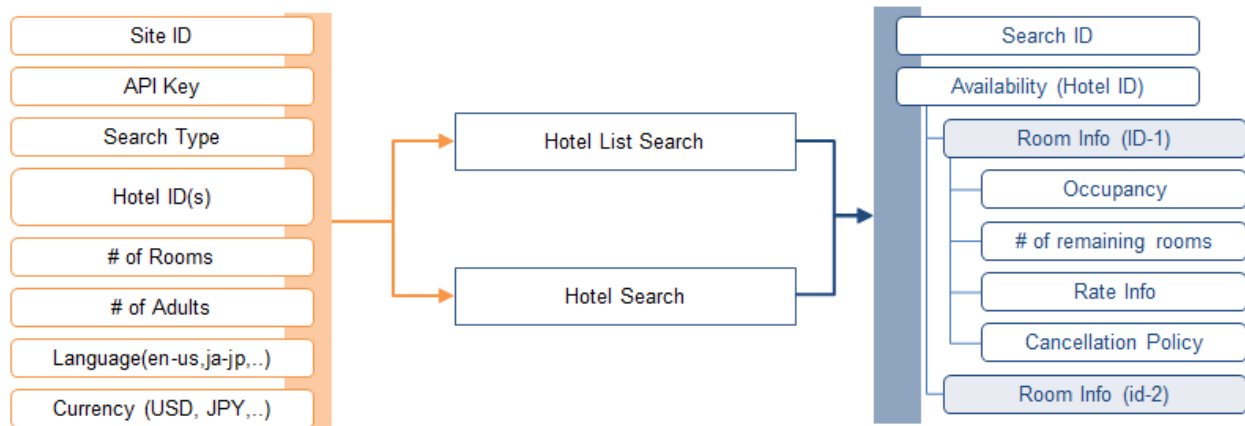 Site ID
API Key
Search Type
Hotel ID(s)
# of Rooms
# of Adults
Language(en-us,ja-jp,..)
Currency (USD, JPY,..)
Hotel List Search
Hotel Search
Search ID
Availability (Hotel ID)
Room Info (ID-1)
Occupancy
# of remaining rooms
Rate Info
Cancellation Policy
Room Info (id-2)